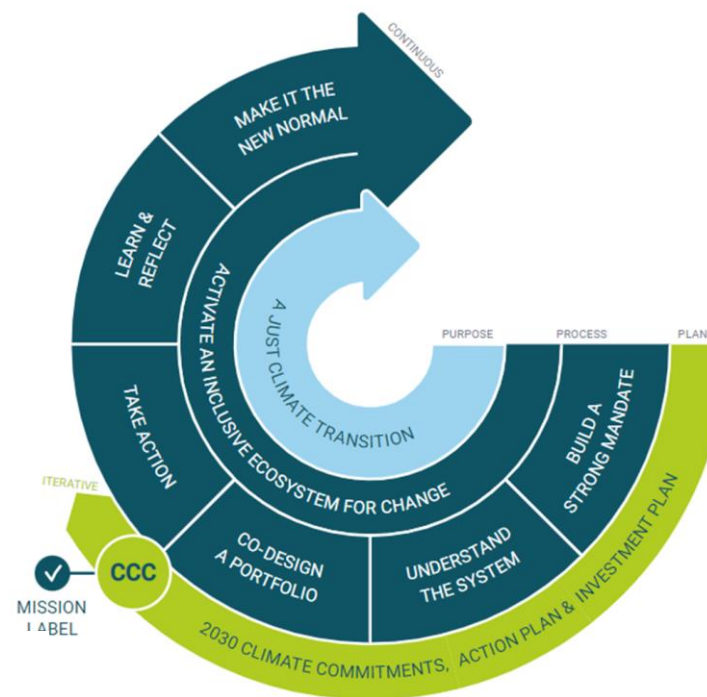 CONTINUOUS
MAKE IT THE
NEW NORMAL
LEARN &
REFLECT
ACTIVATE AN INCLUSIVE ECOSYSTEM FOR CHANGE
A JUST CLIMATE TRANSITION
PURPOSE
PROCESS
PLAN
BUILD A
STRONG MANDATE
TAKE ACTION
UNDERSTAND
THE SYSTEM
CO-DESIGN
A PORTFOLIO
ITERATIVE
CCC
MISSION
LABEL
2030 CLIMATE COMMITMENTS, ACTION PLAN & INVESTMENT PLAN